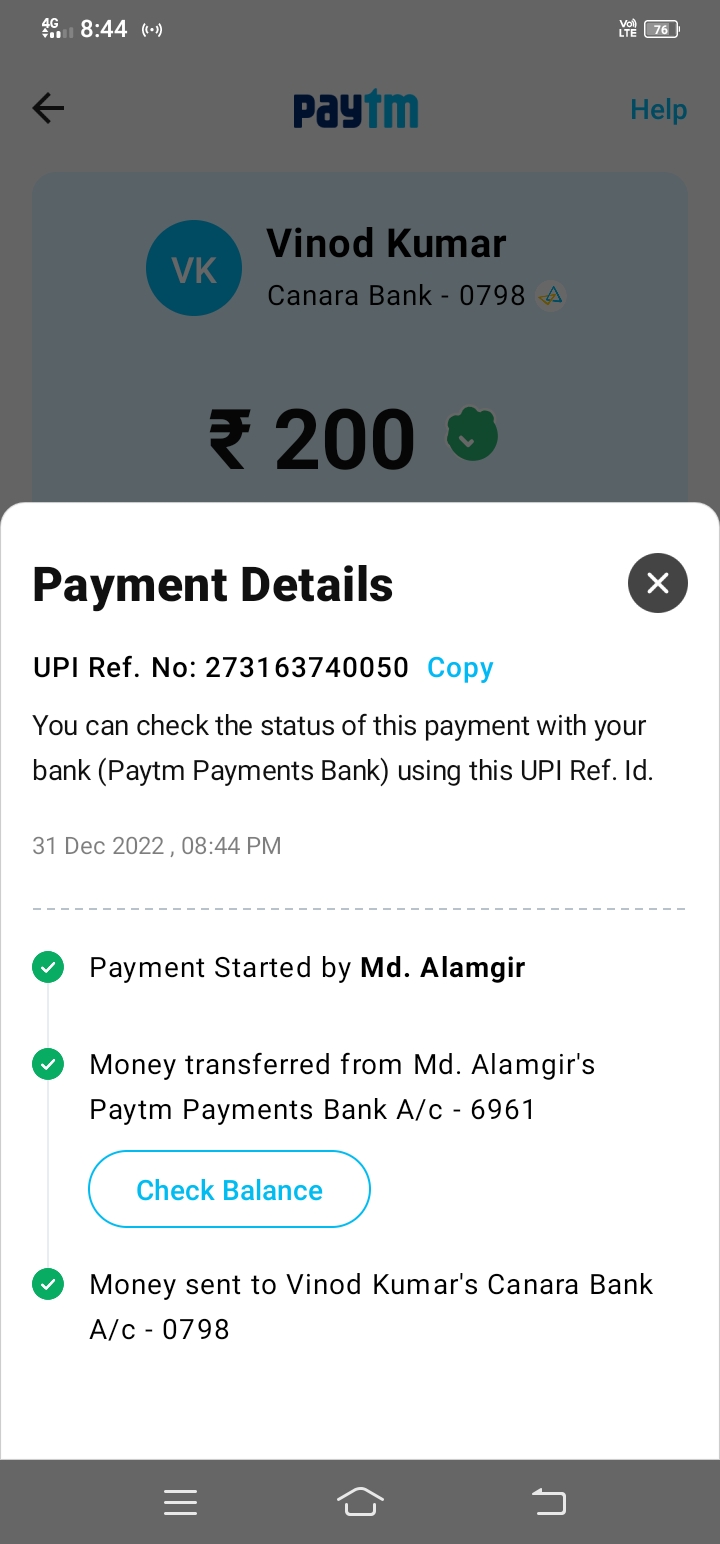 4G 8:44 Vo)) LTE 76
paytm Help
VK Vinod Kumar
Canara Bank - 0798
₹ 200
Payment Details
UPI Ref. No: 273163740050 Copy
You can check the status of this payment with your
bank (Paytm Payments Bank) using this UPI Ref. Id.
31 Dec 2022 , 08:44 PM
Payment Started by Md. Alamgir
Money transferred from Md. Alamgir's
Paytm Payments Bank A/c - 6961
Check Balance
Money sent to Vinod Kumar's Canara Bank
A/c - 0798